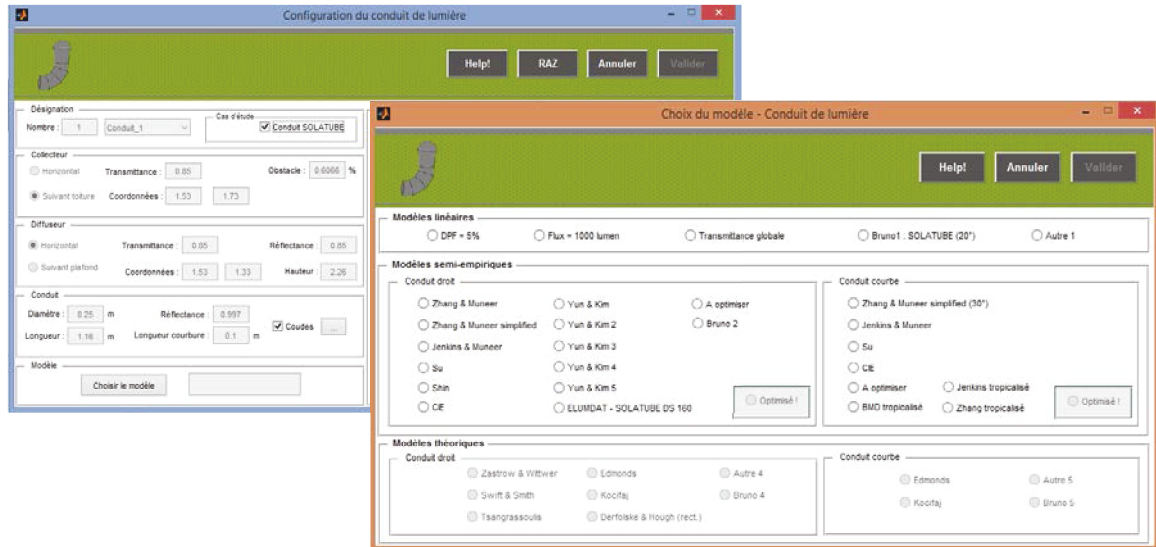 Configuration du conduit de lumière
Help! RAZ Annuler Valider
Désignation
Nombre : 1 Conduit_1
Cas d'étude
Conduit SOLATUBE
Collecteur
Horizontal Transmittance : 0.85 Obstacle : 0.6066 %
Suivant toiture Coordonnées : 1.53 1.73
Diffuseur
Horizontal Transmittance : 0.85 Réflectance : 0.85
Suivant plafond Coordonnées : 1.53 1.33 Hauteur : 2.26
Conduit
Diamètre : 0.25 m Réflectance : 0.997
Coudes ...
Longueur : 1.16 m Longueur courbure : 0.1 m
Modèle
Choisir le modèle
Choix du modèle - Conduit de lumière
Help! Annuler Valider
Modèles linéaires
DPF = 5% Flux = 1000 lumen Transmittance globale Bruno1 : SOLATUBE (20°) Autre 1
Modèles semi-empiriques
Conduit droit
Zhang & Muneer Yun & Kim A optimiser
Zhang & Muneer simplified Yun & Kim 2 Bruno 2
Jenkins & Muneer Yun & Kim 3
Su Yun & Kim 4
Shin Yun & Kim 5
CIE ELUMDAT - SOLATUBE DS 160
Optimisé !
Conduit courbe
Zhang & Muneer simplified (30°)
Jenkins & Muneer
Su
CIE
A optimiser Jenkins tropicalisé
BMD tropicalisé Zhang tropicalisé
Optimisé !
Modèles théoriques
Conduit droit
Zastrow & Wittwer Edmonds Autre 4
Swift & Smith Kocifaj Bruno 4
Tsangrassoulis Derfolske & Hough (rect.)
Conduit courbe
Edmonds Autre 5
Kocifaj Bruno 5